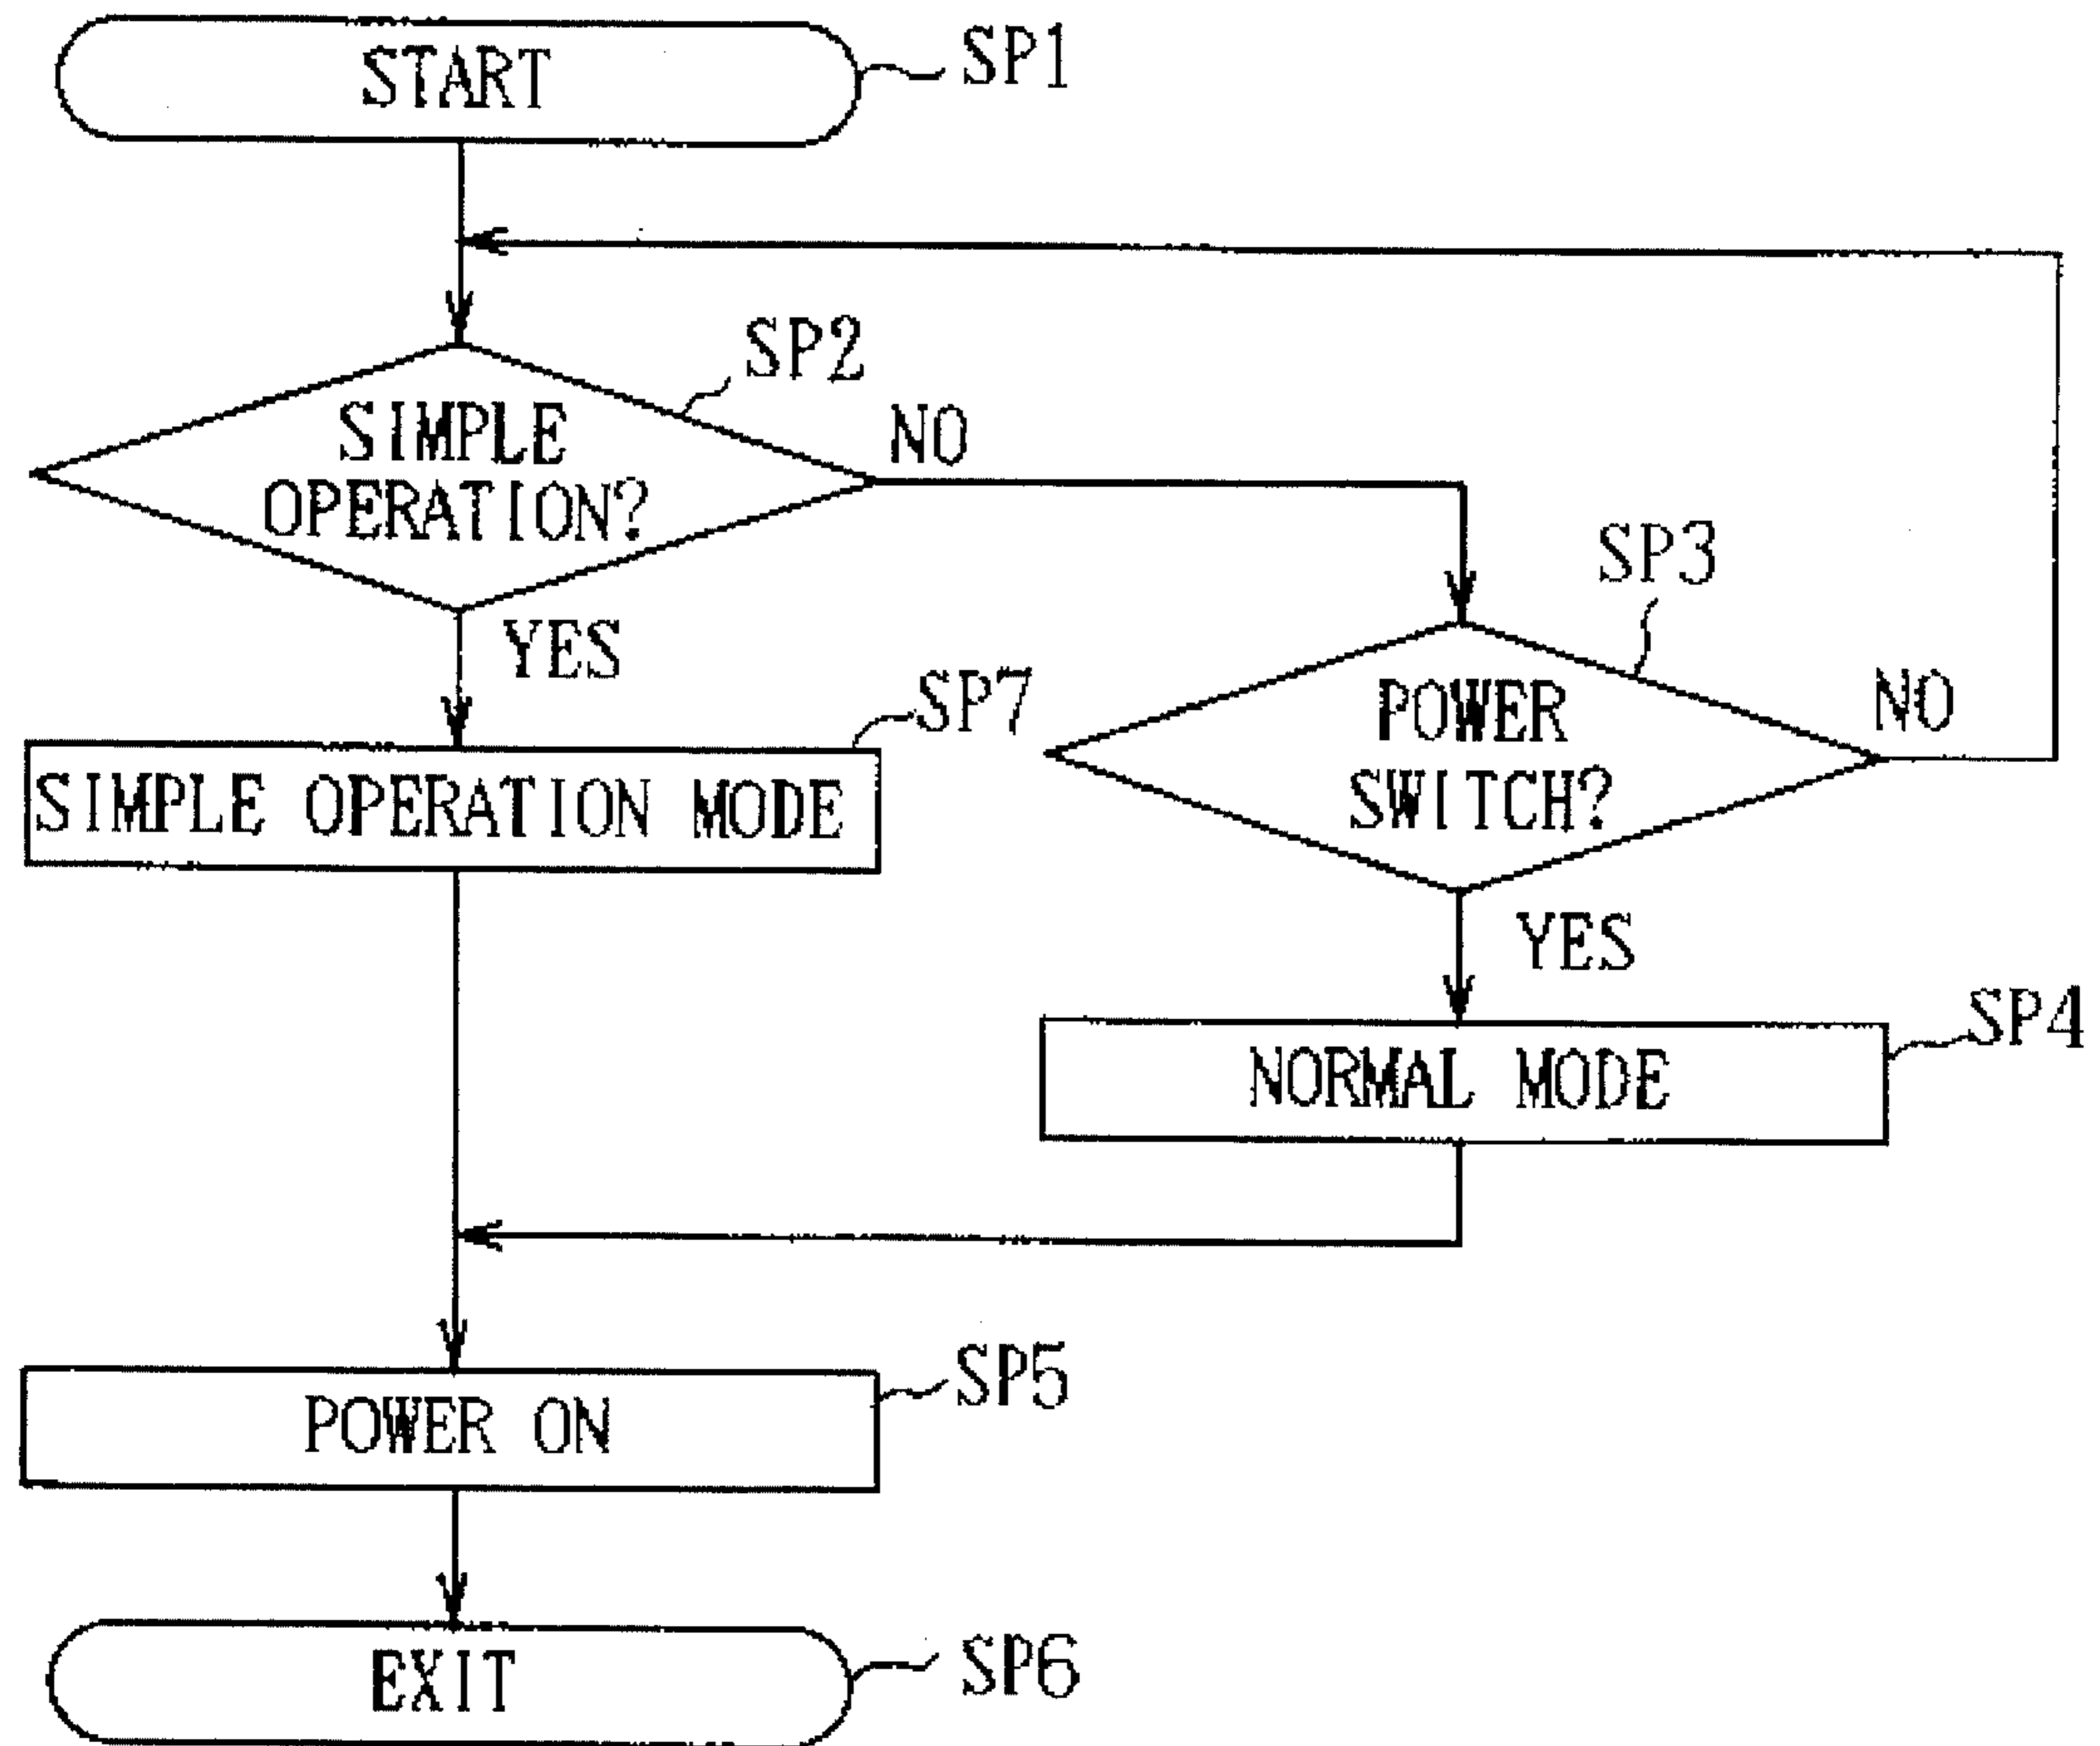 START
SP1
SP2
SIMPLE
OPERATION?
NO
YES
SP3
POWER
SWITCH?
NO
YES
SP7
SIMPLE OPERATION MODE
SP4
NORMAL MODE
SP5
POWER ON
EXIT
SP6